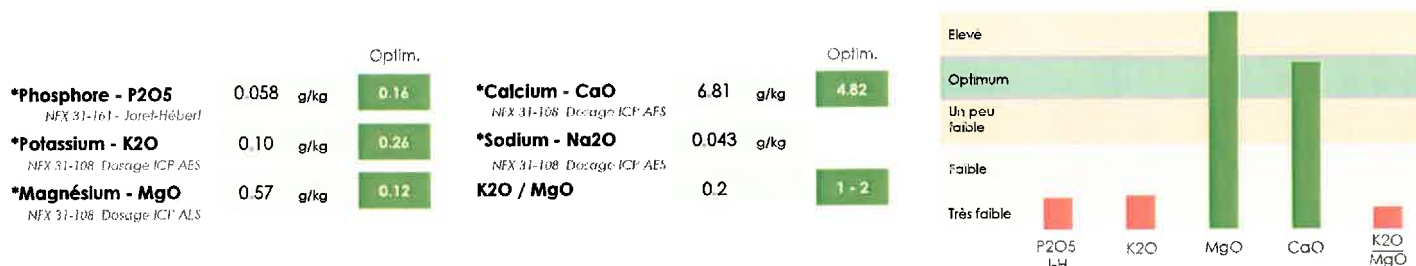 Optim.
*Phosphore - P2O5 0.058 g/kg 0.16
NFX 31-161 - Joret-Hébert
*Potassium - K2O 0.10 g/kg 0.26
NFX 31-108 Dosage ICP AES
*Magnésium - MgO 0.57 g/kg 0.12
NFX 31-108 Dosage ICP AES
Optim.
*Calcium - CaO 6.81 g/kg 4.82
NFX 31-108 Dosage ICP AES
*Sodium - Na2O 0.043 g/kg
NFX 31-108 Dosage ICP AES
K2O / MgO 0.2 1 - 2
Elevé
Optimum
Un peu
faible
Faible
Très faible
P2O5
J-H
K2O
MgO
CaO
K2O
MgO